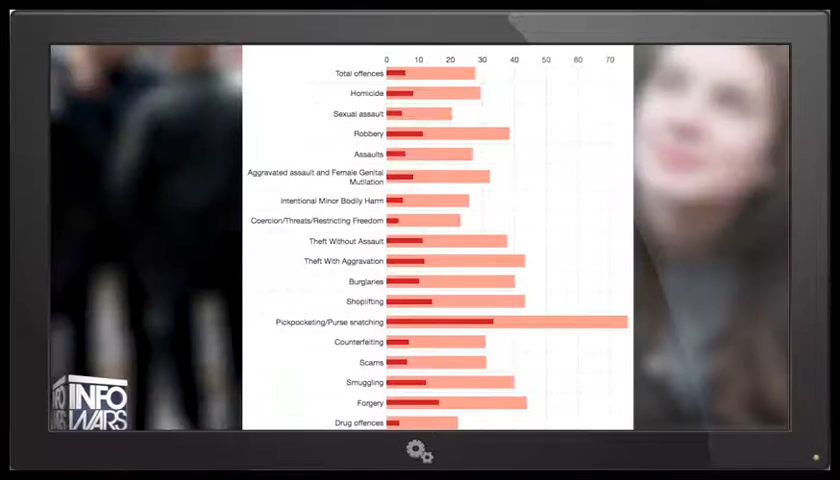 0 10 20 30 40 50 60 70
Total offences
Homicide
Sexual assault
Robbery
Assaults
Aggravated assault and Female Genital
Mutilation
Intentional Minor Bodily Harm
Coercion/Threats/Restricting Freedom
Theft Without Assault
Theft With Aggravation
Burglaries
Shoplifting
Pickpocketing/Purse snatching
Counterfeiting
Scams
Smuggling
Forgery
Drug offences
INFO
WARS